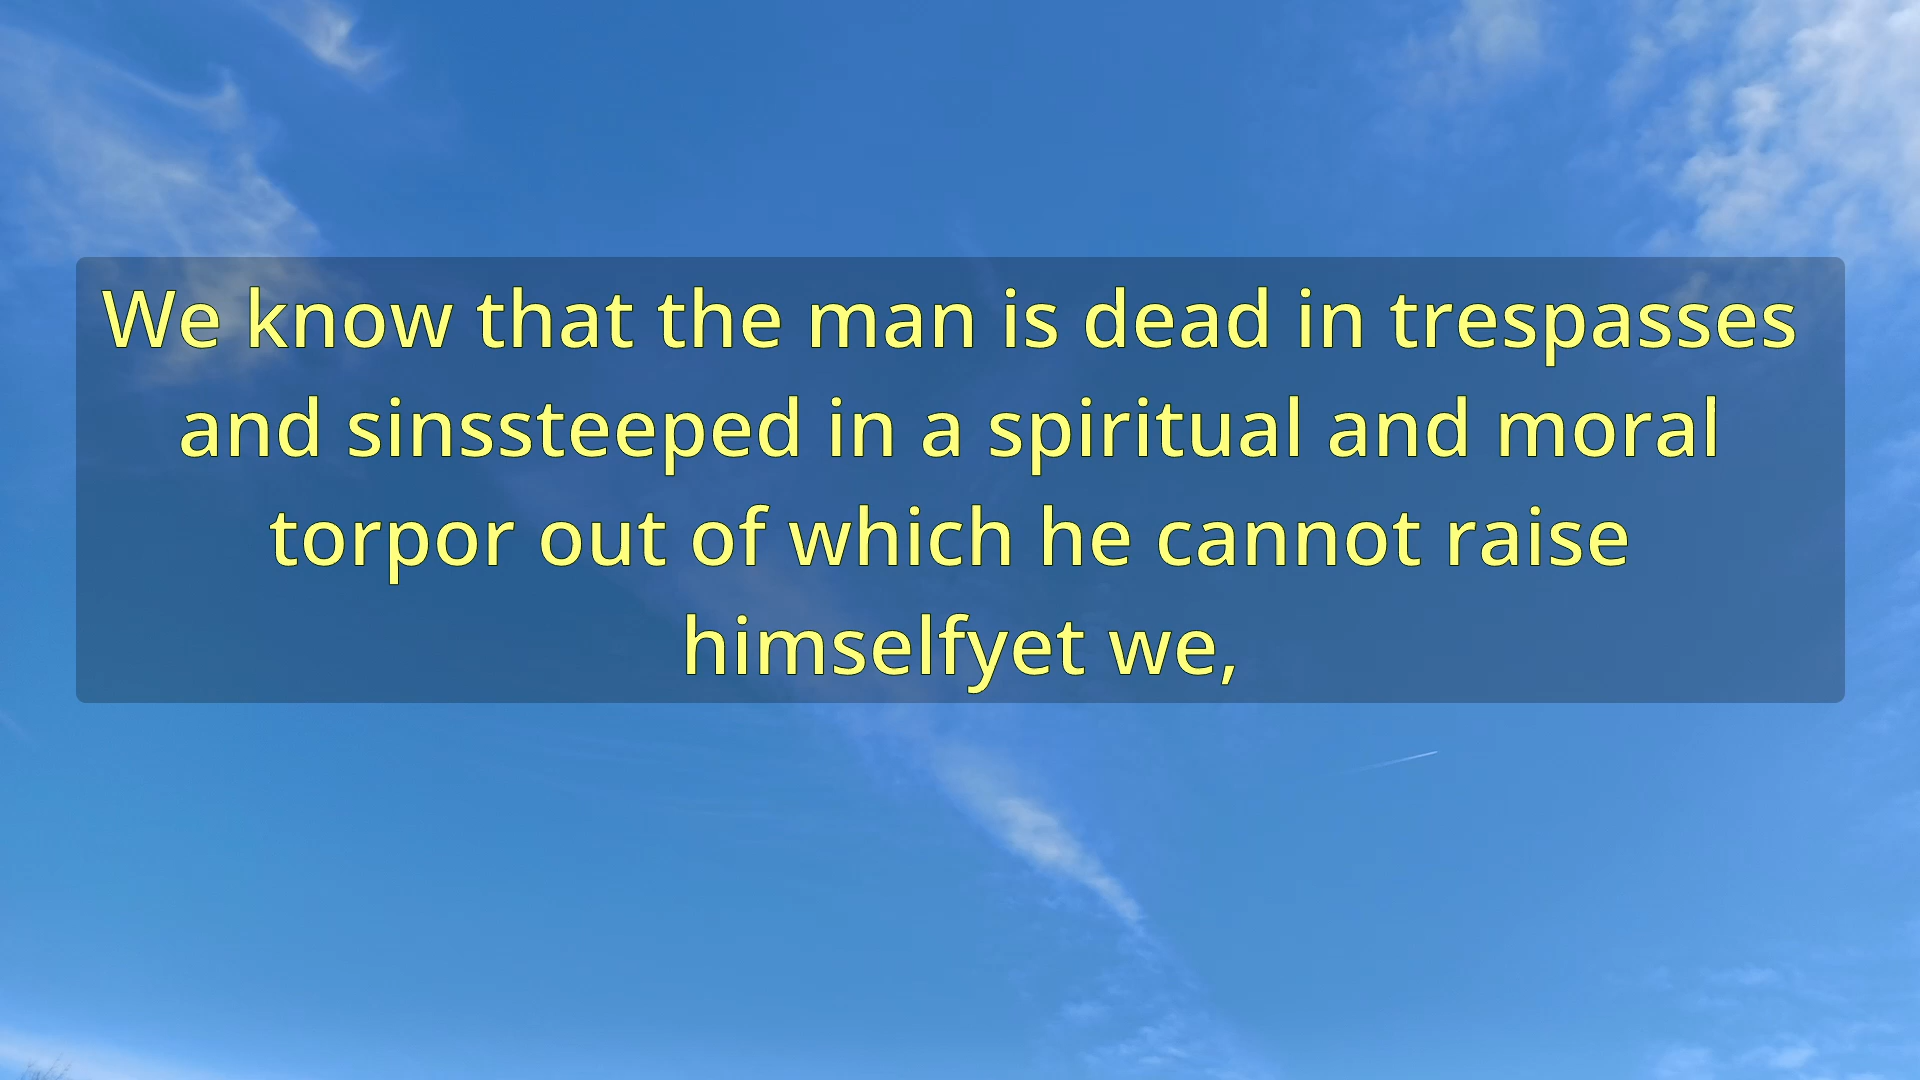 We know that the man is dead in trespasses
and sinssteeped in a spiritual and moral
torpor out of which he cannot raise
himselfyet we,